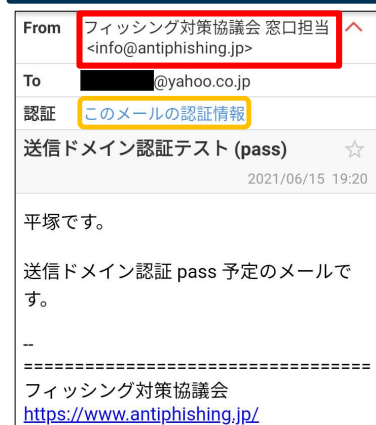 From フィッシング対策協議会 窓口担当
<info@antiphishing.jp>
To @yahoo.co.jp
認証 このメールの認証情報
送信ドメイン認証テスト (pass)
2021/06/15 19:20
平塚です。
送信ドメイン認証 pass 予定のメールで
す。
--
==================================
フィッシング対策協議会
https://www.antiphishing.jp/